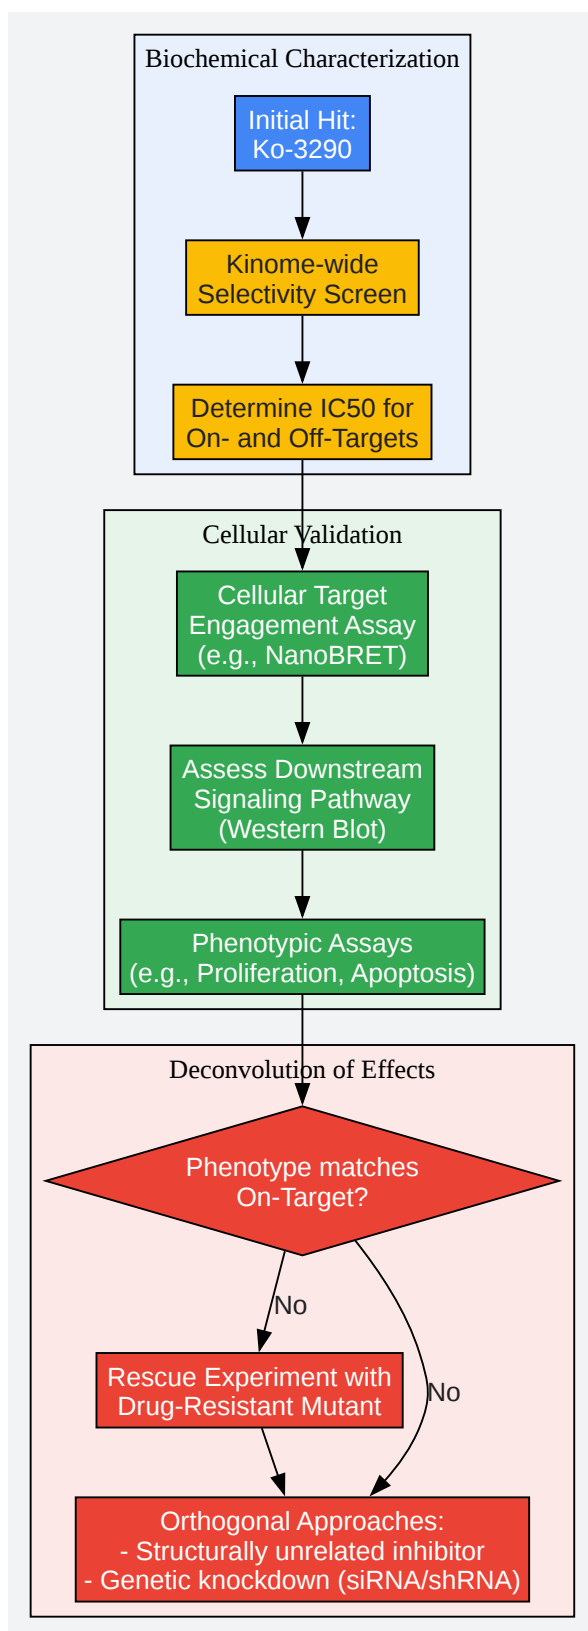 Biochemical Characterization
Initial Hit:
Ko-3290
Kinome-wide
Selectivity Screen
Determine IC50 for
On- and Off-Targets
Cellular Validation
Cellular Target
Engagement Assay
(e.g., NanoBRET)
Assess Downstream
Signaling Pathway
(Western Blot)
Phenotypic Assays
(e.g., Proliferation, Apoptosis)
Deconvolution of Effects
Phenotype matches
On-Target?
No
Rescue Experiment with
Drug-Resistant Mutant
No
Orthogonal Approaches:
- Structurally unrelated inhibitor
- Genetic knockdown (siRNA/shRNA)